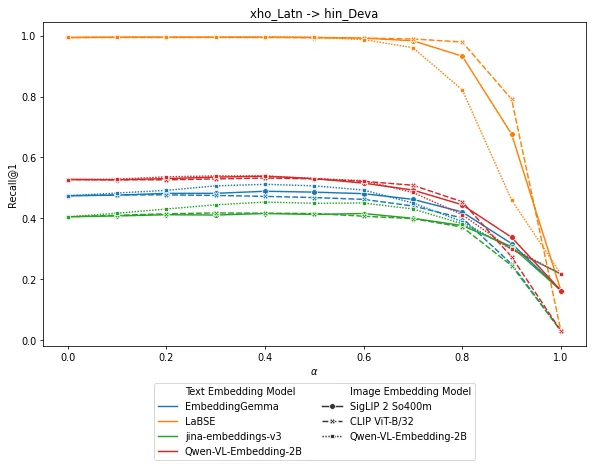 xho_Latn -> hin_Deva
Recall@1
1.0
0.8
0.6
0.4
0.2
0.0
0.0 0.2 0.4 0.6 0.8 1.0
α
Text Embedding Model
EmbeddingGemma
LaBSE
jina-embeddings-v3
Qwen-VL-Embedding-2B
Image Embedding Model
SigLIP 2 So400m
CLIP ViT-B/32
Qwen-VL-Embedding-2B